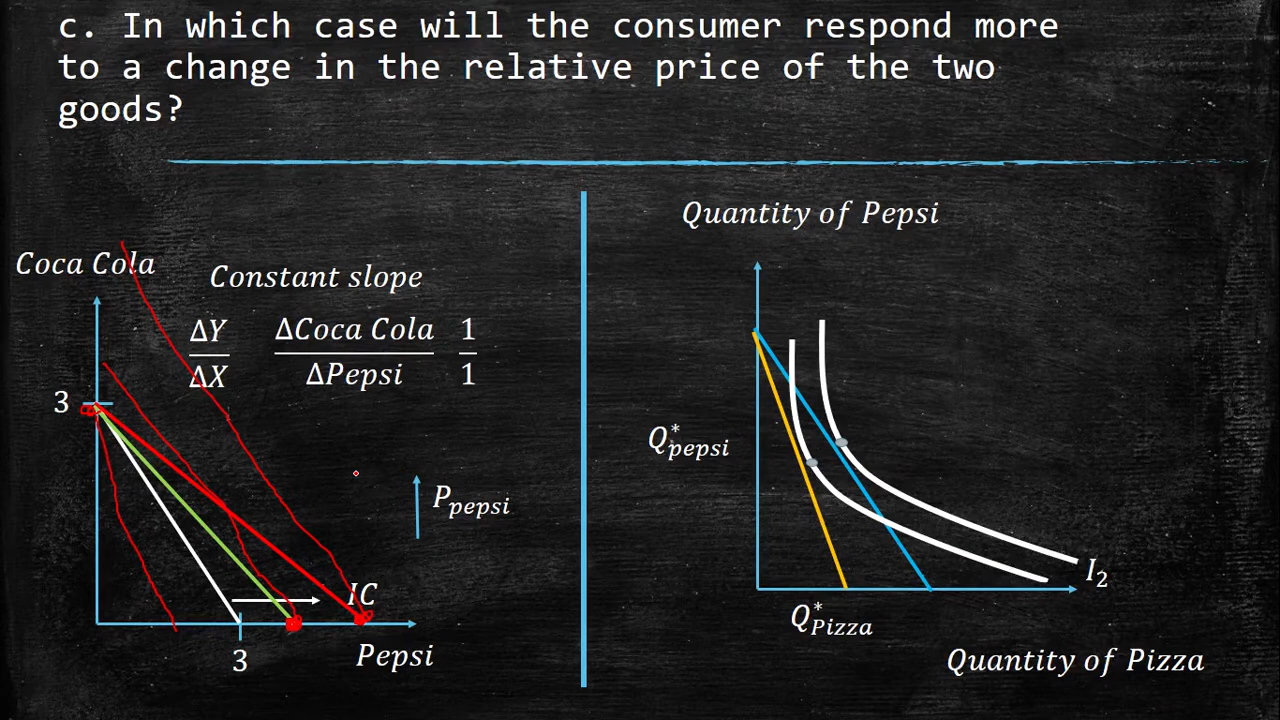 c. In which case will the consumer respond more
to a change in the relative price of the two
goods?
Coca Cola
Constant slope
ΔY ΔCoca Cola 1
ΔX ΔPepsi 1
3
P_pepsi
IC
3
Pepsi
Quantity of Pepsi
Q*_pepsi
I_2
Q*_Pizza
Quantity of Pizza